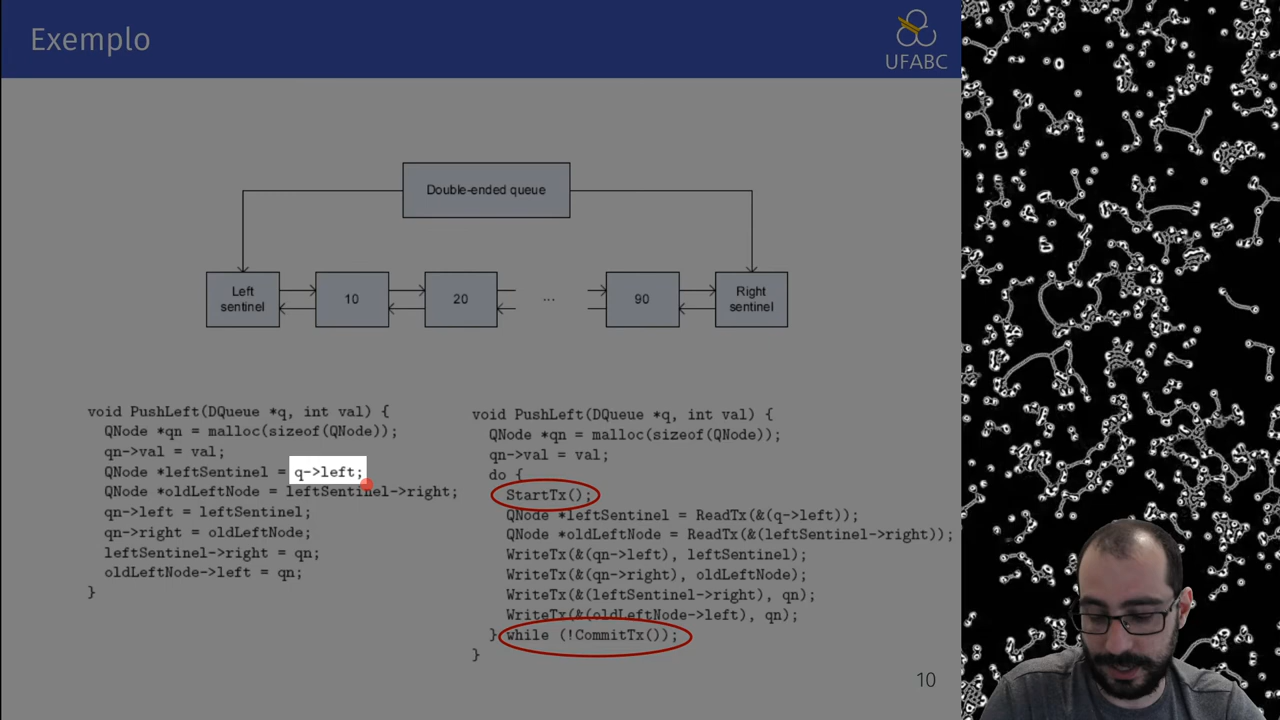 Exemplo
UFABC
Double-ended queue
Left
sentinel
10
20
...
90
Right
sentinel
void PushLeft(DQueue *q, int val) {
QNode *qn = malloc(sizeof(QNode));
qn->val = val;
QNode *leftSentinel = q->left;
QNode *oldLeftNode = leftSentinel->right;
qn->left = leftSentinel;
qn->right = oldLeftNode;
leftSentinel->right = qn;
oldLeftNode->left = qn;
}
void PushLeft(DQueue *q, int val) {
QNode *qn = malloc(sizeof(QNode));
qn->val = val;
do {
StartTx();
QNode *leftSentinel = ReadTx(&(q->left));
QNode *oldLeftNode = ReadTx(&(leftSentinel->right));
WriteTx(&(qn->left), leftSentinel);
WriteTx(&(qn->right), oldLeftNode);
WriteTx(&(leftSentinel->right), qn);
WriteTx(&(oldLeftNode->left), qn);
} while (!CommitTx());
}
10